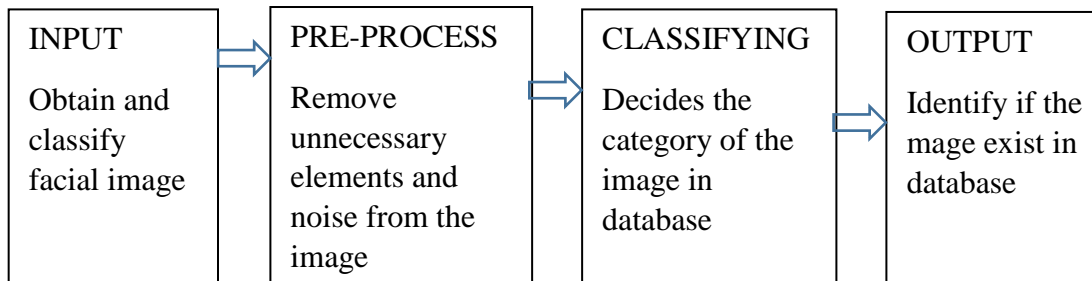 INPUT
Obtain and
classify
facial image
PRE-PROCESS
Remove
unnecessary
elements and
noise from the
image
CLASSIFYING
Decides the
category of the
image in
database
OUTPUT
Identify if the
mage exist in
database